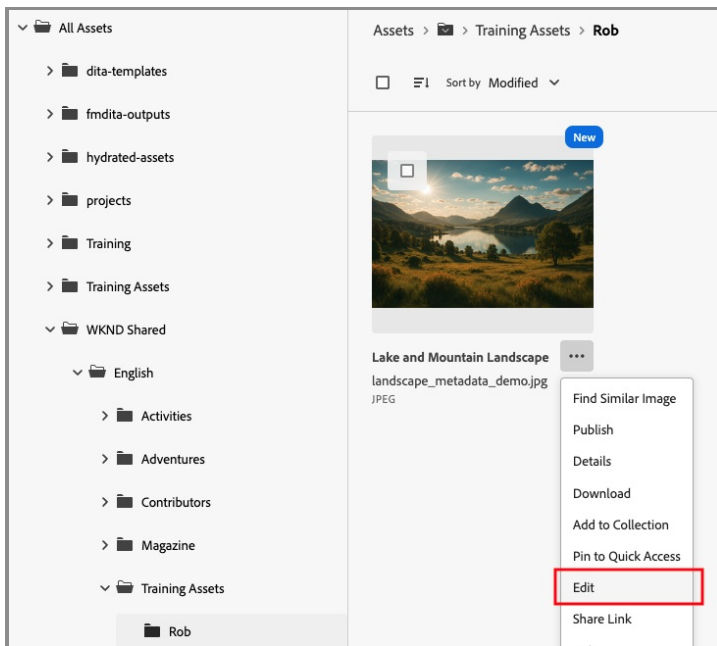 All Assets
dita-templates
fmdita-outputs
hydrated-assets
projects
Training
Training Assets
WKND Shared
English
Activities
Adventures
Contributors
Magazine
Training Assets
Rob
Assets > > Training Assets > Rob
Sort by Modified
New
Lake and Mountain Landscape
landscape_metadata_demo.jpg
JPEG
Find Similar Image
Publish
Details
Download
Add to Collection
Pin to Quick Access
Edit
Share Link